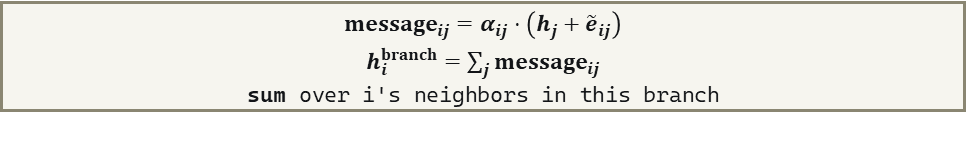 message_ij = α_ij · (h_j + ẽ_ij)
h_i^branch = ∑_j message_ij
sum over i's neighbors in this branch